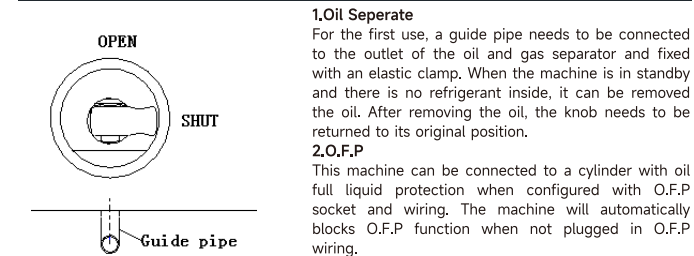 OPEN
SHUT
Guide pipe
1.Oil Seperate
For the first use, a guide pipe needs to be connected
to the outlet of the oil and gas separator and fixed
with an elastic clamp. When the machine is in standby
and there is no refrigerant inside, it can be removed
the oil. After removing the oil, the knob needs to be
returned to its original position.
2.O.F.P
This machine can be connected to a cylinder with oil
full liquid protection when configured with O.F.P
socket and wiring. The machine will automatically
blocks O.F.P function when not plugged in O.F.P
wiring.